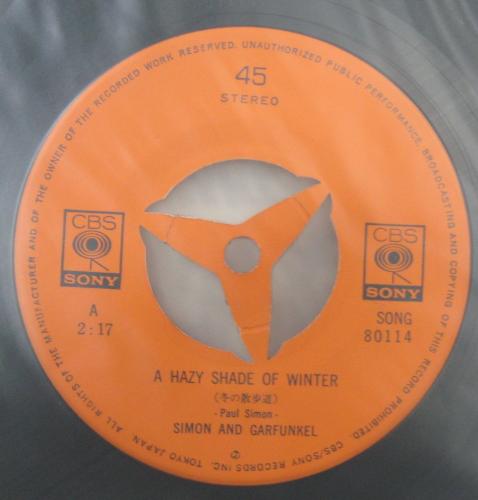 ALL RIGHTS OF THE MANUFACTURER AND OF THE OWNER OF THE RECORDED WORK RESERVED. UNAUTHORIZED PUBLIC PERFORMANCE, BROADCASTING AND COPYING OF THIS RECORD PROHIBITED. CBS/SONY RECORDS INC. TOKYO JAPAN
45
STEREO
CBS
SONY
CBS
SONY
A
2:17
SONG
80114
A HAZY SHADE OF WINTER
(冬の散歩道)
- Paul Simon -
SIMON AND GARFUNKEL
Ⓟ